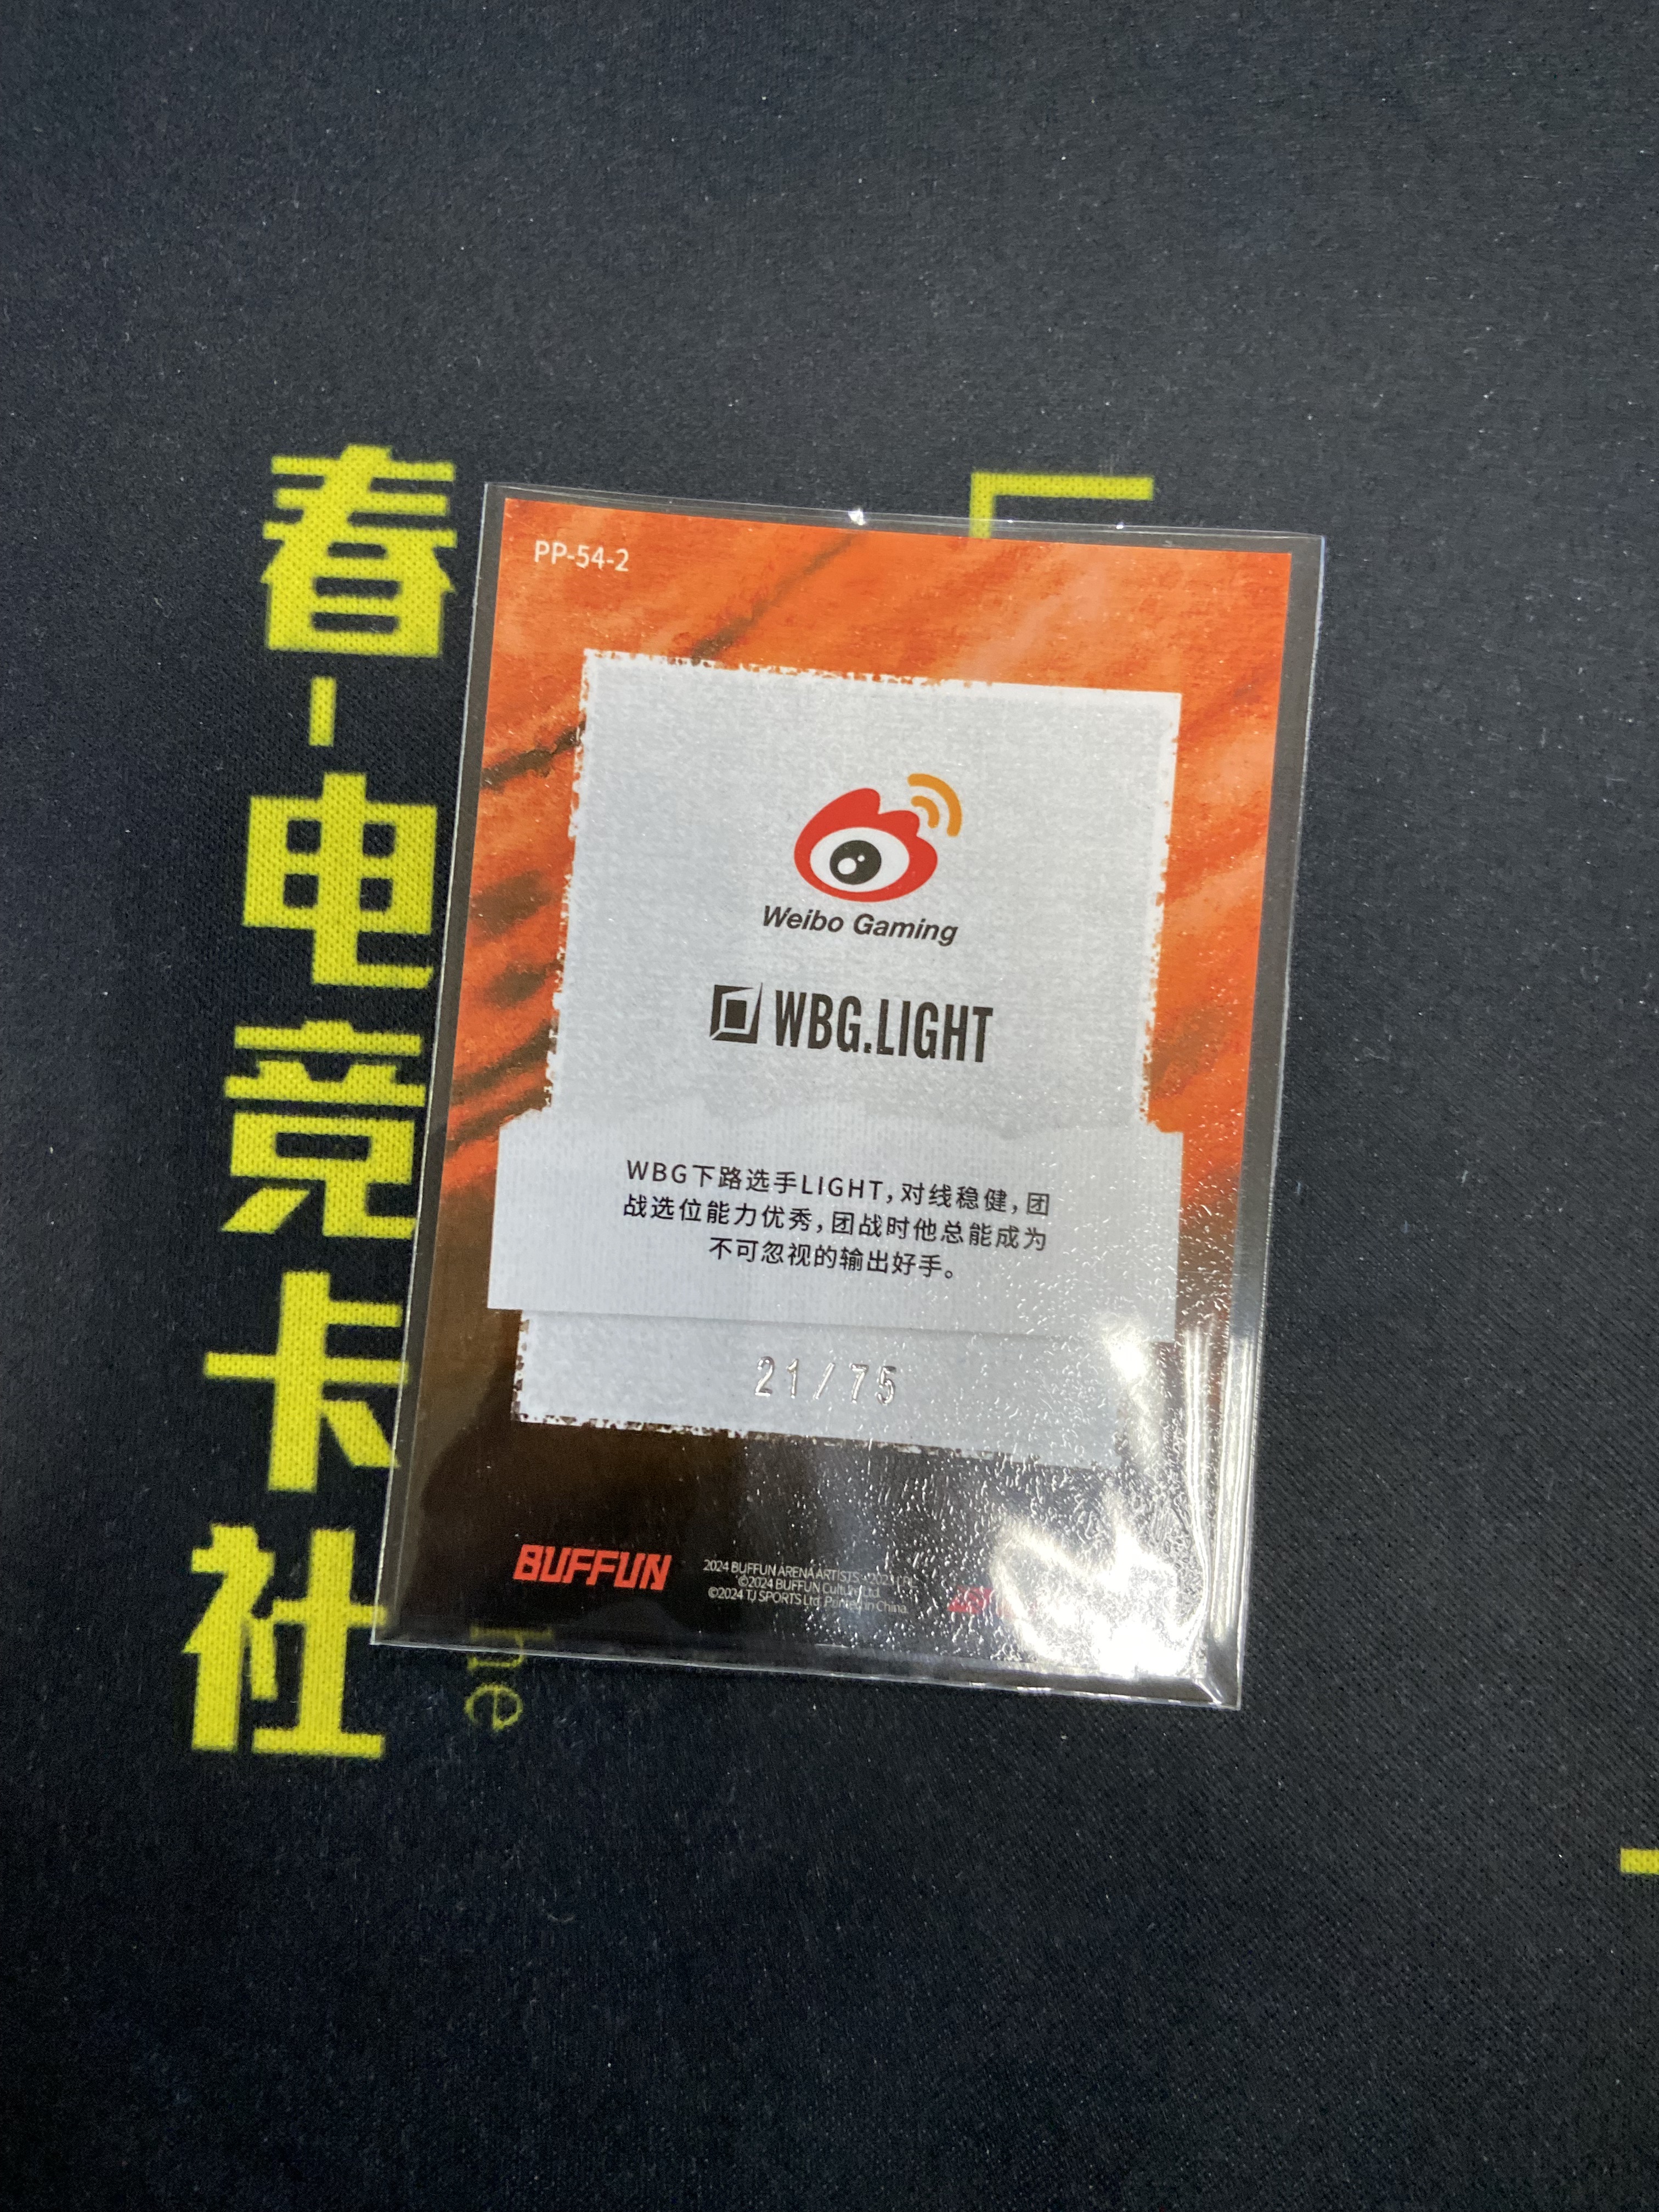 春-电竞卡社
PP-54-2
Weibo Gaming
WBG.LIGHT
WBG下路选手LIGHT,对线稳健,团
战选位能力优秀,团战时他总能成为
不可忽视的输出好手。
21/75
BUFFUN
2024 BUFFUN ARENA ARTISTS
©2024 BUFFUN Culture Ltd.
©2024 TJ SPORTS Ltd. Printed in China.